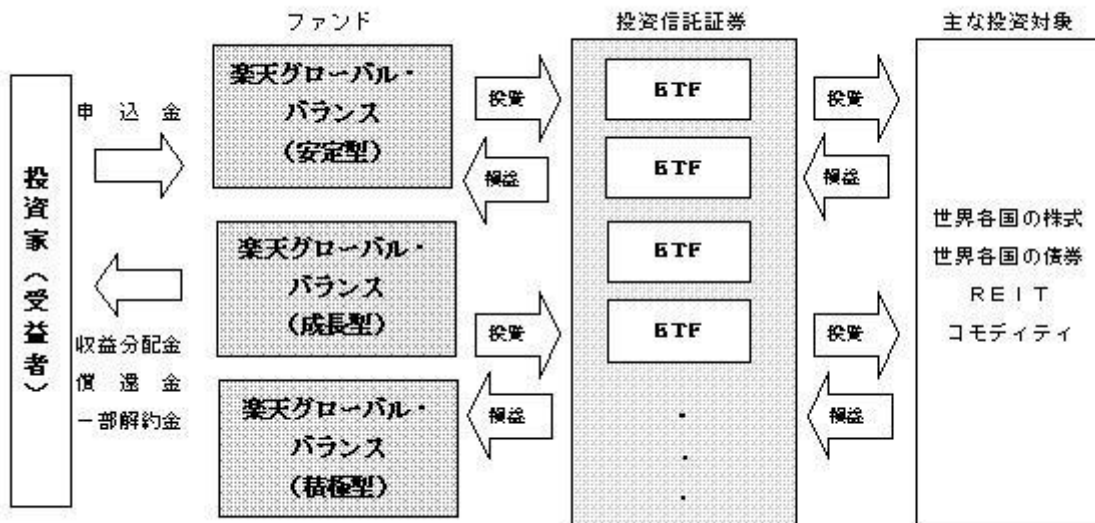 ファンド
投資信託証券
主な投資対象
投資家(受益者)
申込金
収益分配金
償還金
一部解約金
楽天グローバル・
バランス
(安定型)
楽天グローバル・
バランス
(成長型)
楽天グローバル・
バランス
(積極型)
投資
損益
投資
損益
ETF
ETF
ETF
ETF
・
・
・
投資
損益
投資
損益
世界各国の株式
世界各国の債券
REIT
コモディティ